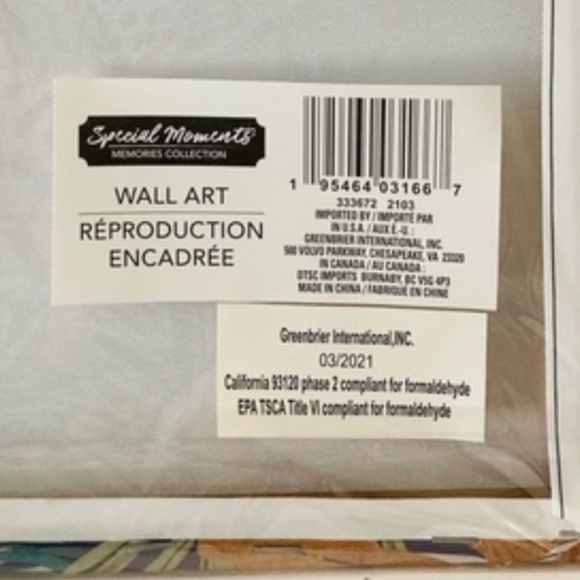 Special Moments
MEMORIES COLLECTION
WALL ART
RÉPRODUCTION
ENCADRÉE
1 95464 03166 7
333672 2103
IMPORTED BY / IMPORTÉ PAR
IN U.S.A. / AUX É.-U. :
GREENBRIER INTERNATIONAL, INC.
500 VOLVO PARKWAY, CHESAPEAKE, VA 23320
IN CANADA / AU CANADA :
DTSC IMPORTS BURNABY, BC V5G 4P3
MADE IN CHINA / FABRIQUÉ EN CHINE
Greenbrier International,INC.
03/2021
California 93120 phase 2 compliant for formaldehyde
EPA TSCA Title VI compliant for formaldehyde